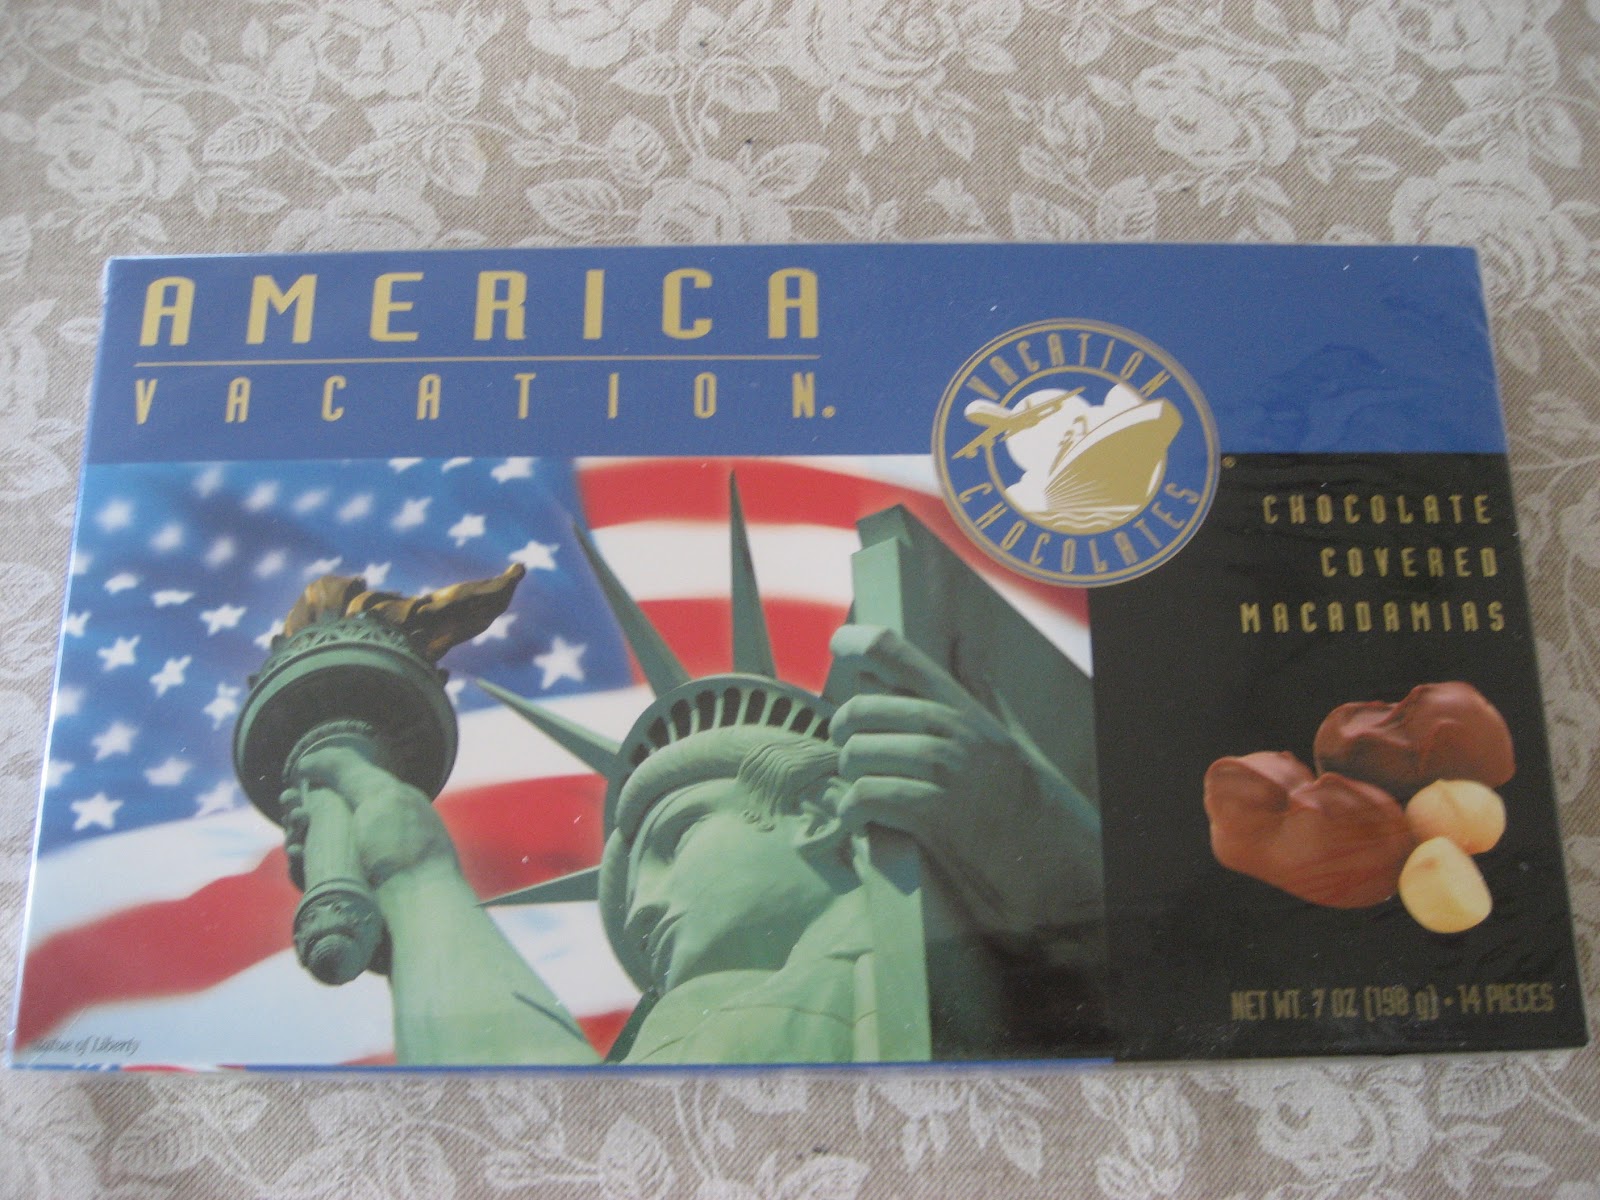 AMERICA
VACATION®
VACATION
CHOCOLATES
®
CHOCOLATE
COVERED
MACADAMIAS
NET WT. 7 OZ (198 g) • 14 PIECES
Statue of Liberty